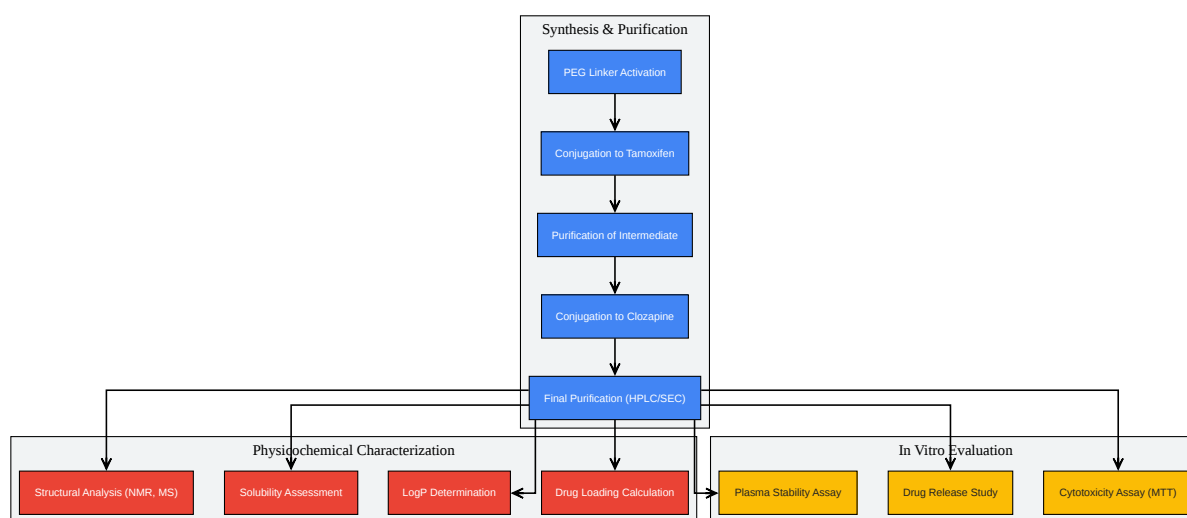 Synthesis & Purification
PEG Linker Activation
Conjugation to Tamoxifen
Purification of Intermediate
Conjugation to Clozapine
Final Purification (HPLC/SEC)
Physicochemical Characterization
In Vitro Evaluation
Structural Analysis (NMR, MS)
Solubility Assessment
LogP Determination
Drug Loading Calculation
Plasma Stability Assay
Drug Release Study
Cytotoxicity Assay (MTT)